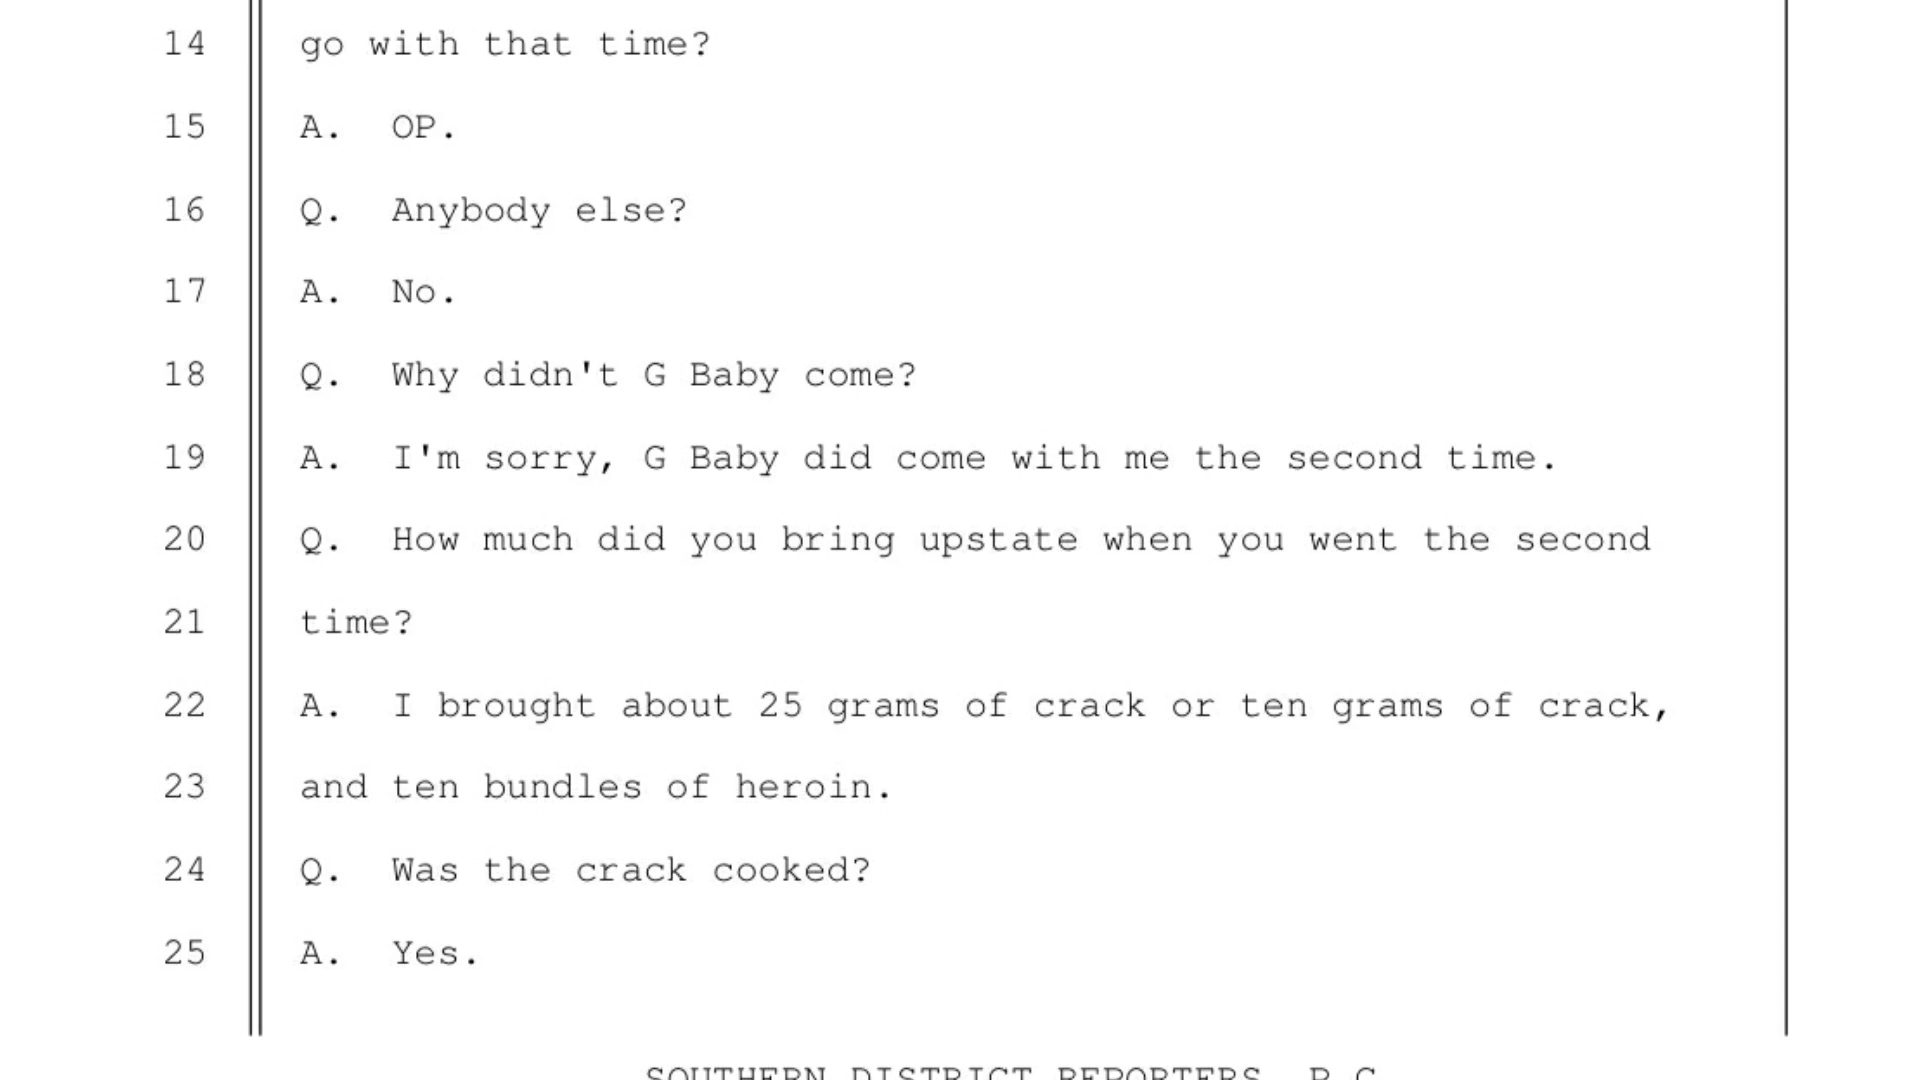 14 go with that time?
15 A. OP.
16 Q. Anybody else?
17 A. No.
18 Q. Why didn't G Baby come?
19 A. I'm sorry, G Baby did come with me the second time.
20 Q. How much did you bring upstate when you went the second
21 time?
22 A. I brought about 25 grams of crack or ten grams of crack,
23 and ten bundles of heroin.
24 Q. Was the crack cooked?
25 A. Yes.
SOUTHERN DISTRICT REPORTERS, P.C.